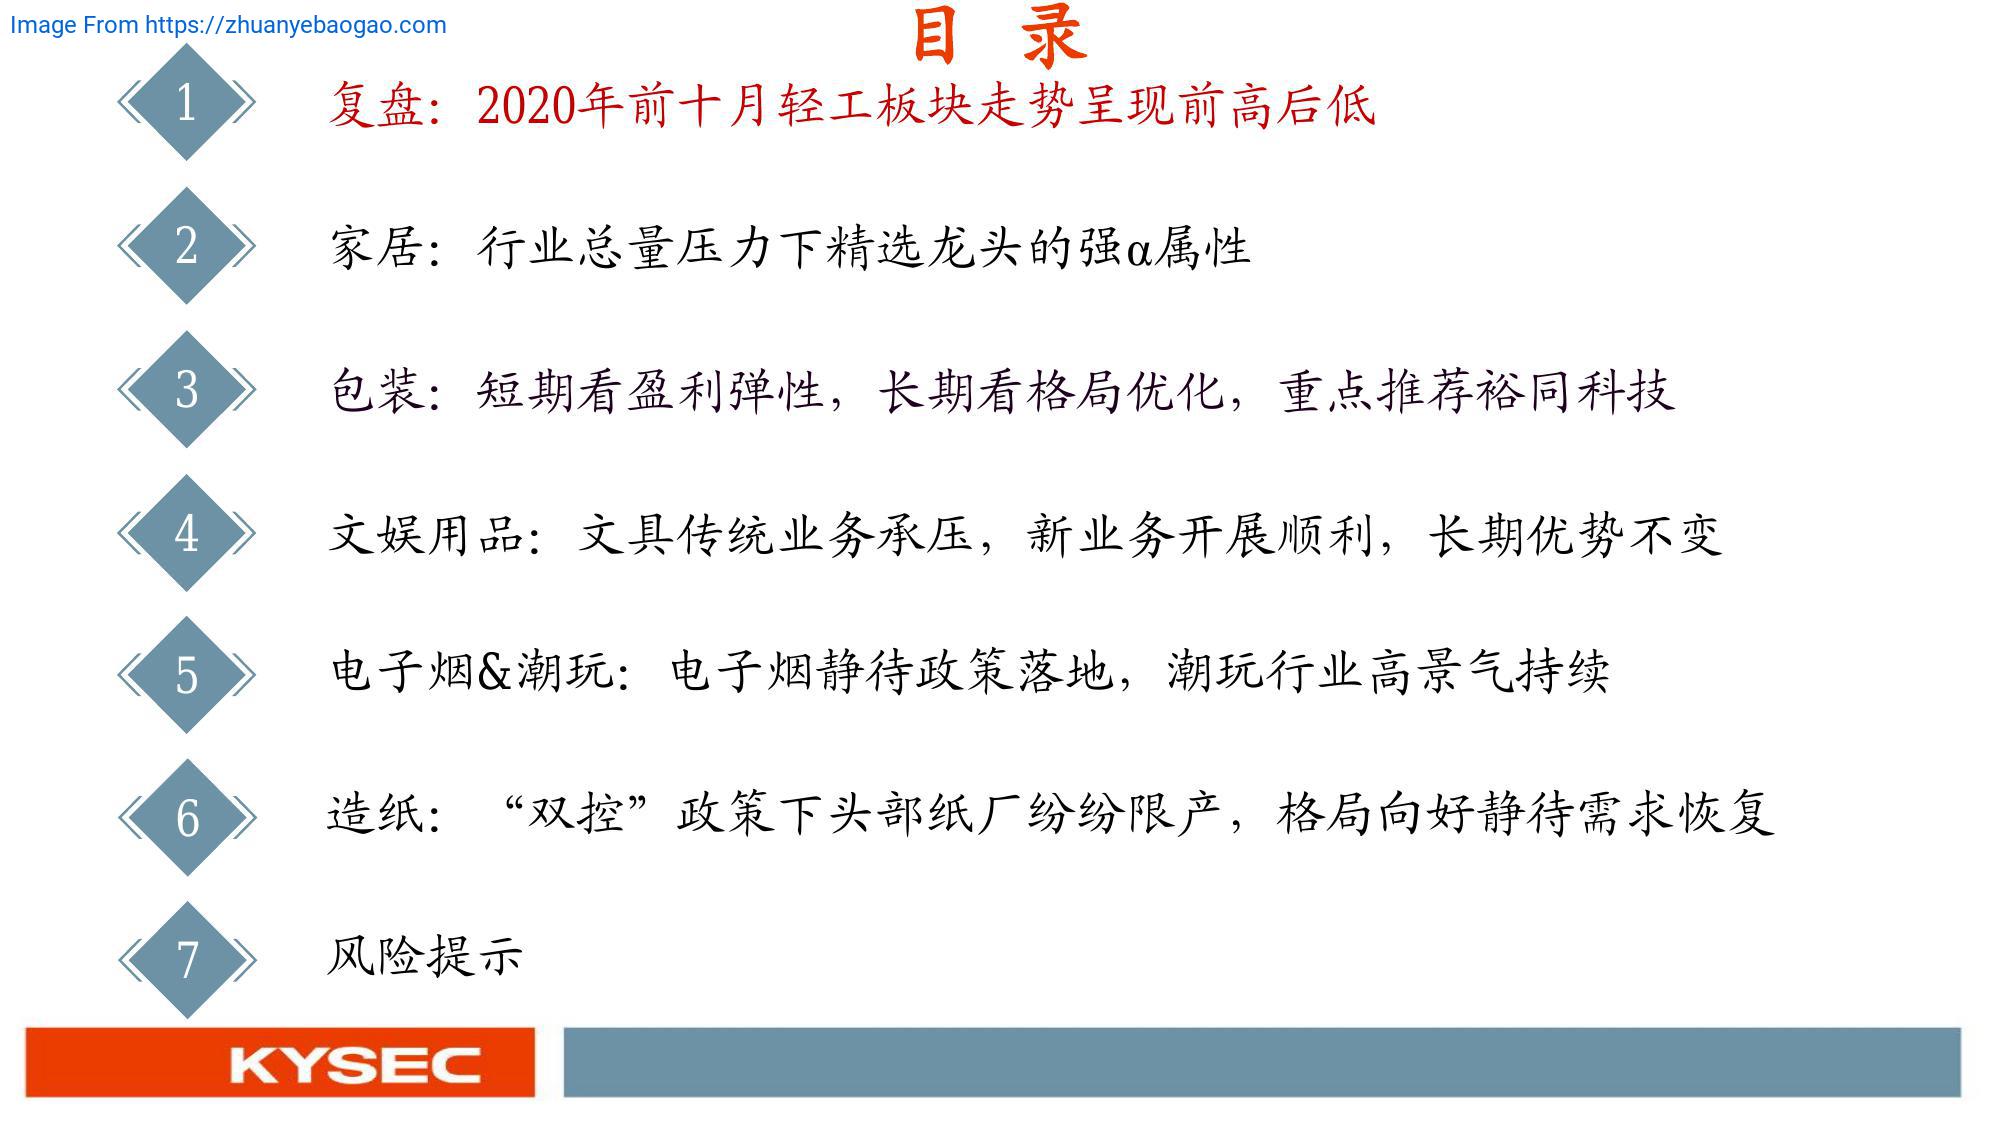 Image From https://zhuanyebaogao.com
目 录
1 复盘：2020年前十月轻工板块走势呈现前高后低
2 家居：行业总量压力下精选龙头的强α属性
3 包装：短期看盈利弹性，长期看格局优化，重点推荐裕同科技
4 文娱用品：文具传统业务承压，新业务开展顺利，长期优势不变
5 电子烟&潮玩：电子烟静待政策落地，潮玩行业高景气持续
6 造纸：“双控”政策下头部纸厂纷纷限产，格局向好静待需求恢复
7 风险提示
KYSEC